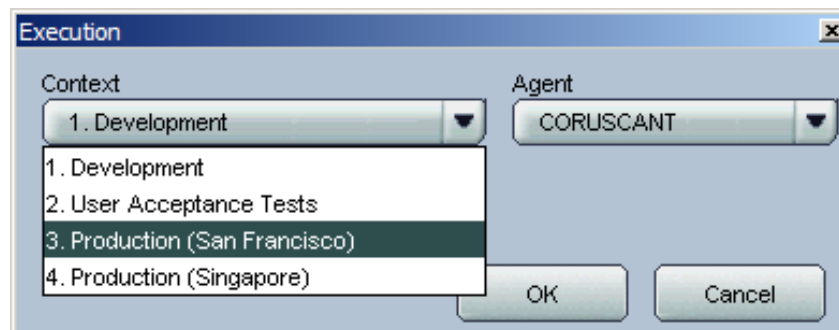 Execution
Context
Agent
1. Development
CORUSCANT
1. Development
2. User Acceptance Tests
3. Production (San Francisco)
4. Production (Singapore)
OK
Cancel